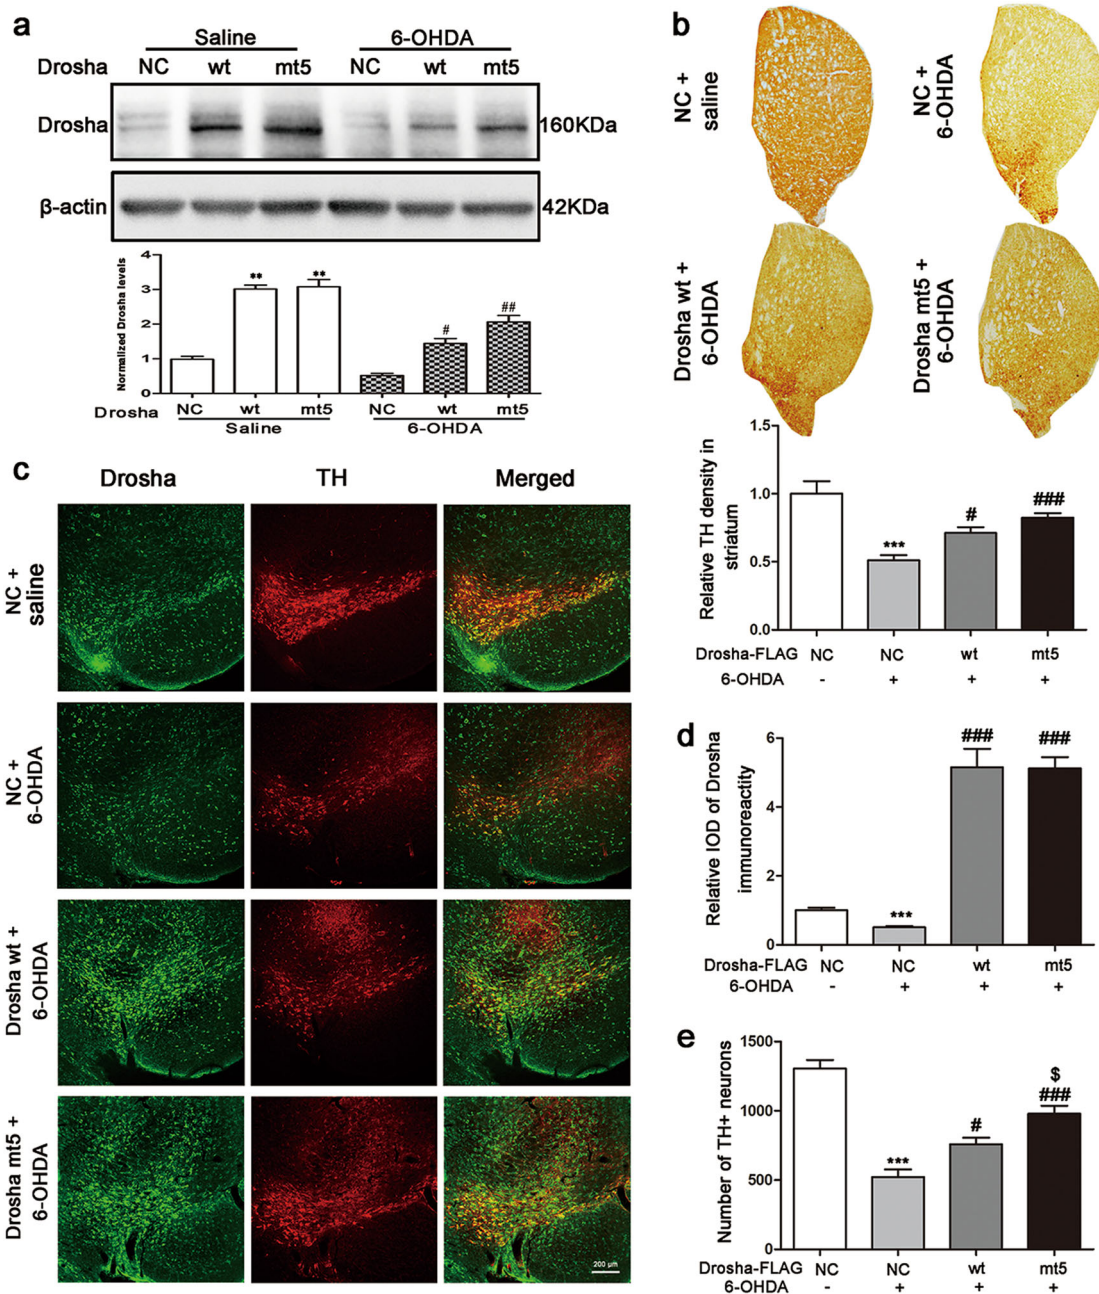 a
Saline 6-OHDA
Drosha NC wt mt5 NC wt mt5
Drosha 160KDa
β-actin 42KDa
Normalized Drosha levels
4
3
2
1
0
** ** # ##
Drosha NC wt mt5 NC wt mt5
Saline 6-OHDA
b
NC +
saline
NC +
6-OHDA
Drosha wt +
6-OHDA
Drosha mt5 +
6-OHDA
Relative TH density in
striatum
1.5
1.0
0.5
0.0
*** # ###
Drosha-FLAG NC NC wt mt5
6-OHDA - + + +
c
Drosha TH Merged
NC +
saline
NC +
6-OHDA
Drosha wt +
6-OHDA
Drosha mt5 +
6-OHDA
200 μm
d
Relative IOD of Drosha
immunoreactity
6
4
2
0
*** ### ###
Drosha-FLAG NC NC wt mt5
6-OHDA - + + +
e
Number of TH+ neurons
1500
1000
500
0
*** # $
###
Drosha-FLAG NC NC wt mt5
6-OHDA - + + +